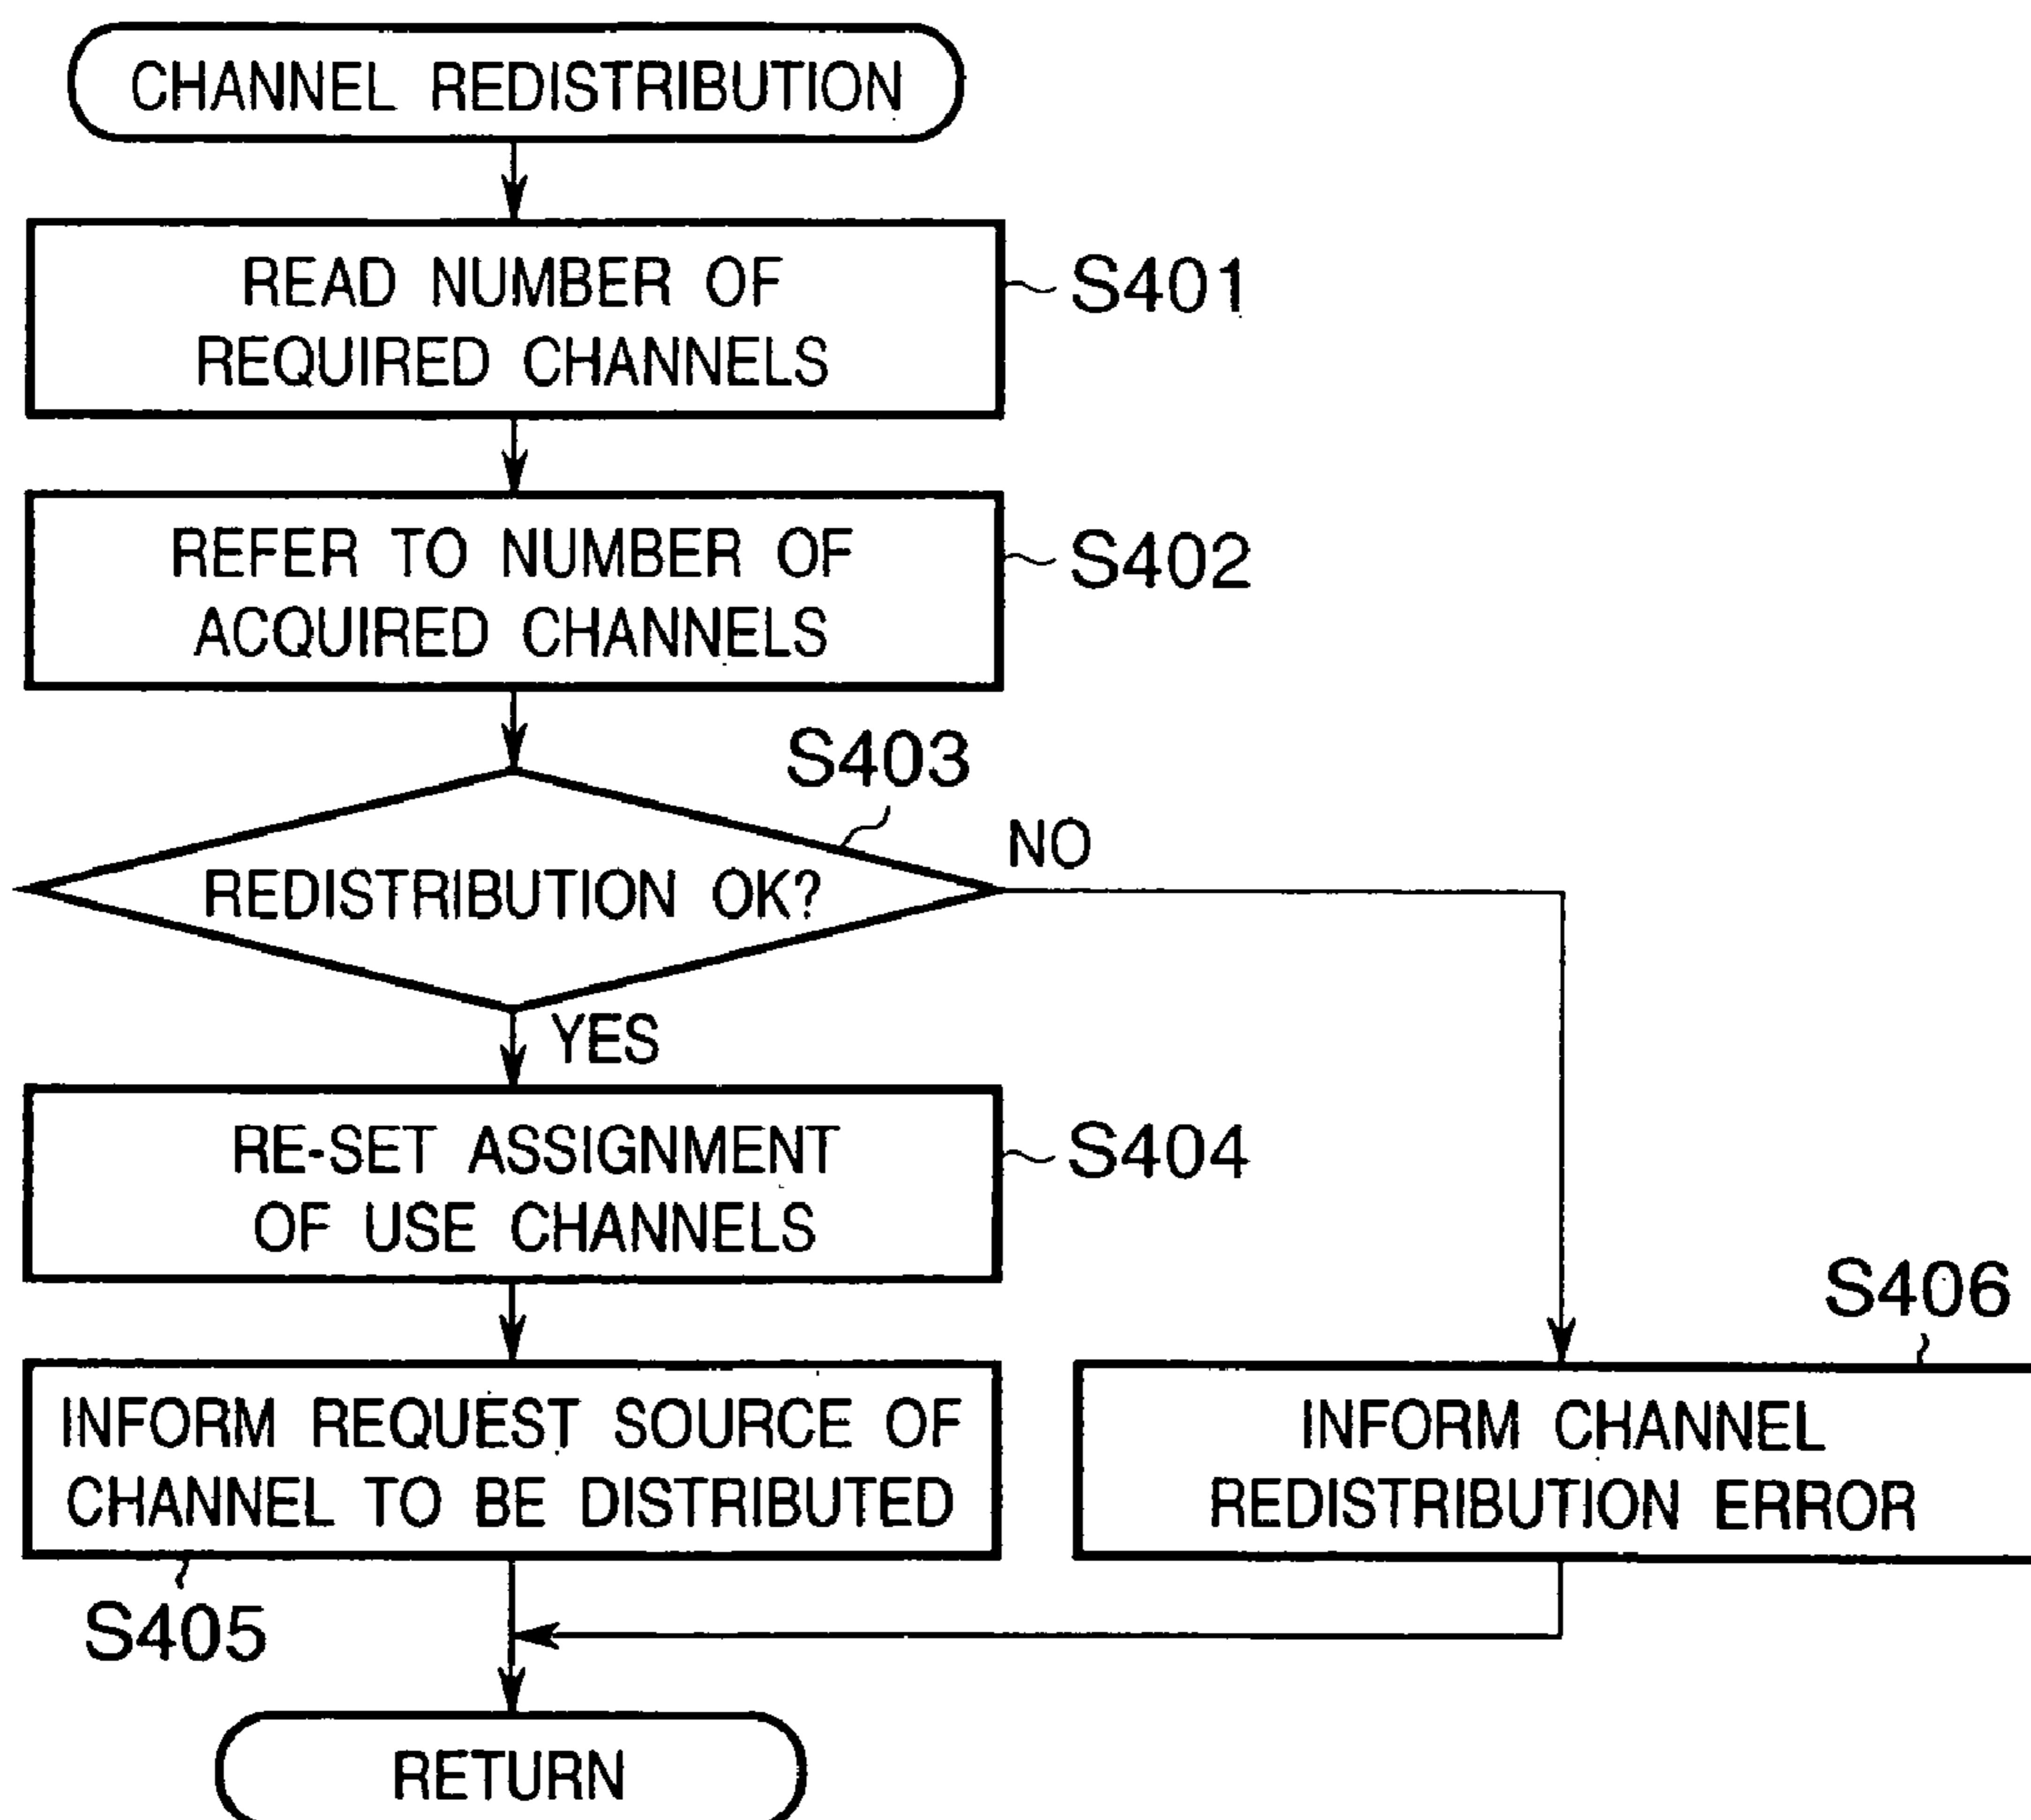 CHANNEL REDISTRIBUTION
READ NUMBER OF
REQUIRED CHANNELS
S401
REFER TO NUMBER OF
ACQUIRED CHANNELS
S402
S403
REDISTRIBUTION OK?
NO
YES
RE-SET ASSIGNMENT
OF USE CHANNELS
S404
INFORM REQUEST SOURCE OF
CHANNEL TO BE DISTRIBUTED
S405
S406
INFORM CHANNEL
REDISTRIBUTION ERROR
RETURN